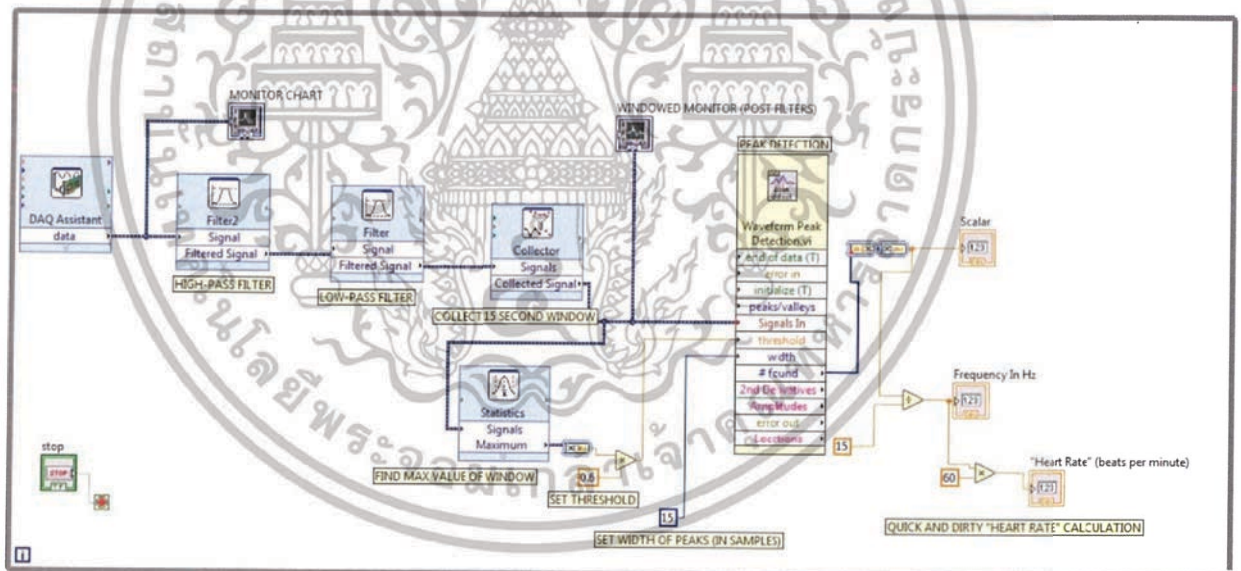 MONITOR CHART
WINDOWED MONITOR (POST FILTERS)
PEAK DETECTION
DAQ Assistant
data
Filter2
Signal
Filtered Signal
HIGH-PASS FILTER
Filter
Signal
Filtered Signal
LOW-PASS FILTER
Collector
Signals
Collected Signal
COLLECT 15 SECOND WINDOW
Waveform Peak
Detection.vi
end of data (T)
error in
initialize (T)
peaks/valleys
Signals In
threshold
width
# found
2nd Derivatives
Amplitudes
error out
Locations
Scalar
123
Frequency In Hz
123
15
"Heart Rate" (beats per minute)
60
123
QUICK AND DIRTY "HEART RATE" CALCULATION
Statistics
Signals
Maximum
FIND MAX VALUE OF WINDOW
0.6
SET THRESHOLD
15
SET WIDTH OF PEAKS (IN SAMPLES)
stop
STOP
i